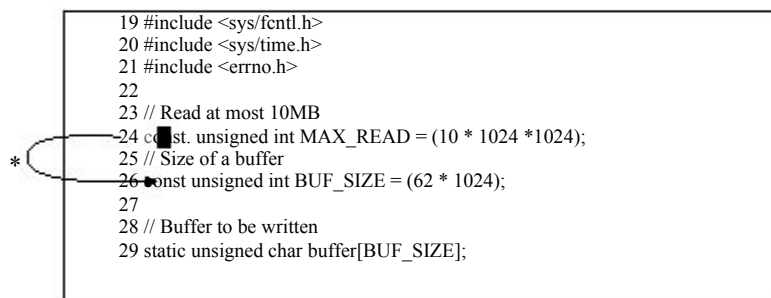 19 #include <sys/fcntl.h>
20 #include <sys/time.h>
21 #include <errno.h>
22
23 // Read at most 10MB
24 const. unsigned int MAX_READ = (10 * 1024 *1024);
*
25 // Size of a buffer
26 const unsigned int BUF_SIZE = (62 * 1024);
27
28 // Buffer to be written
29 static unsigned char buffer[BUF_SIZE];